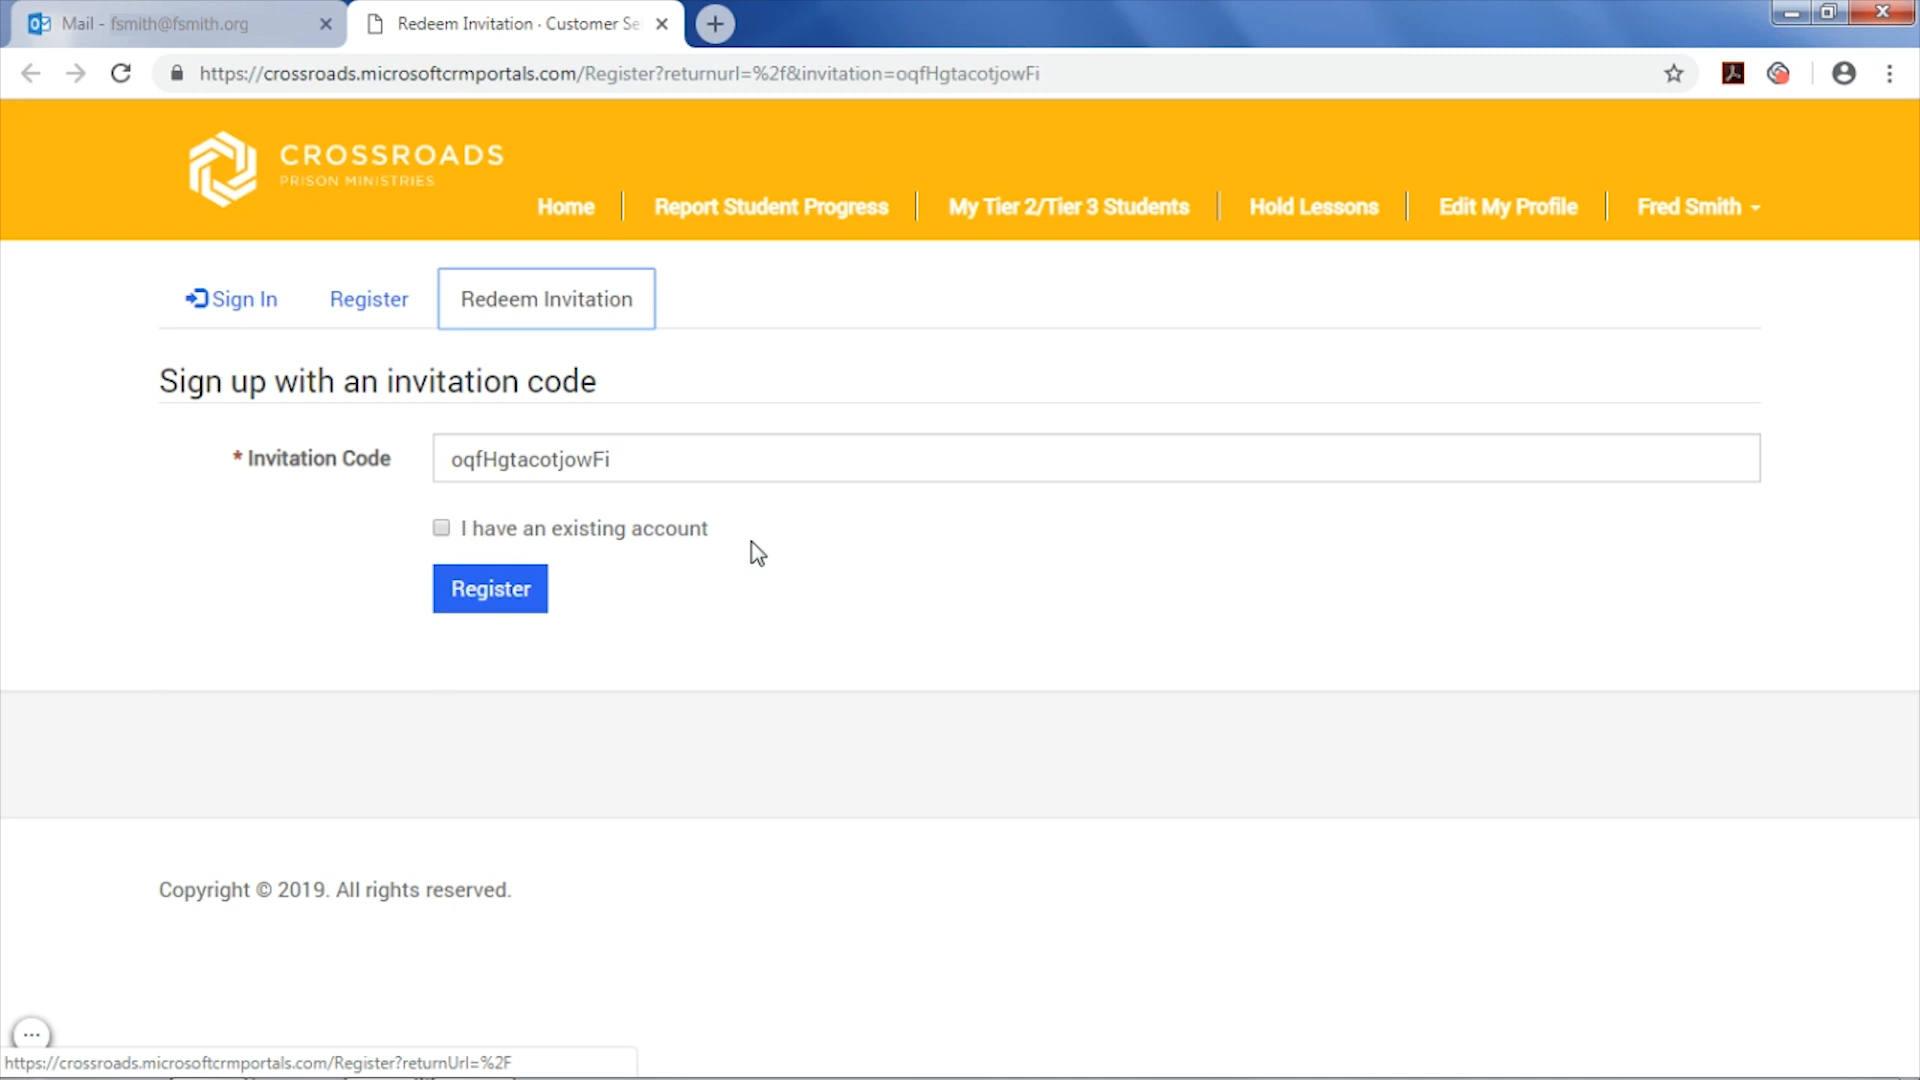 Mail - fsmith@fsmith.org
Redeem Invitation · Customer Se
https://crossroads.microsoftcrmportals.com/Register?returnurl=%2f&invitation=oqfHgtacotjowFi
CROSSROADS
PRISON MINISTRIES
Home
Report Student Progress
My Tier 2/Tier 3 Students
Hold Lessons
Edit My Profile
Fred Smith
Sign In
Register
Redeem Invitation
Sign up with an invitation code
* Invitation Code
oqfHgtacotjowFi
I have an existing account
Register
Copyright © 2019. All rights reserved.
https://crossroads.microsoftcrmportals.com/Register?returnUrl=%2F